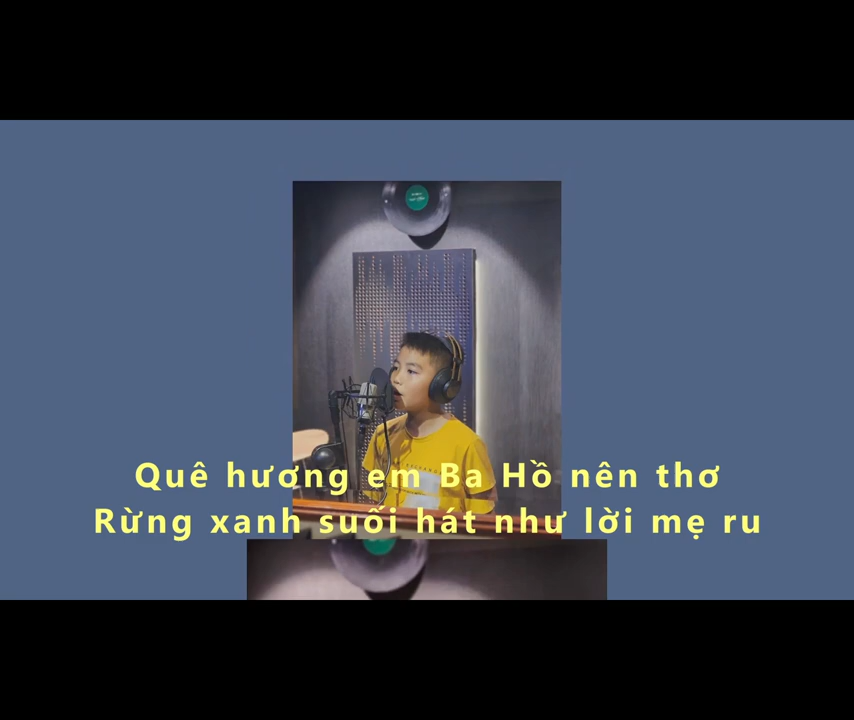 Quê hương em Ba Hồ nên thơ
Rừng xanh suối hát như lời mẹ ru